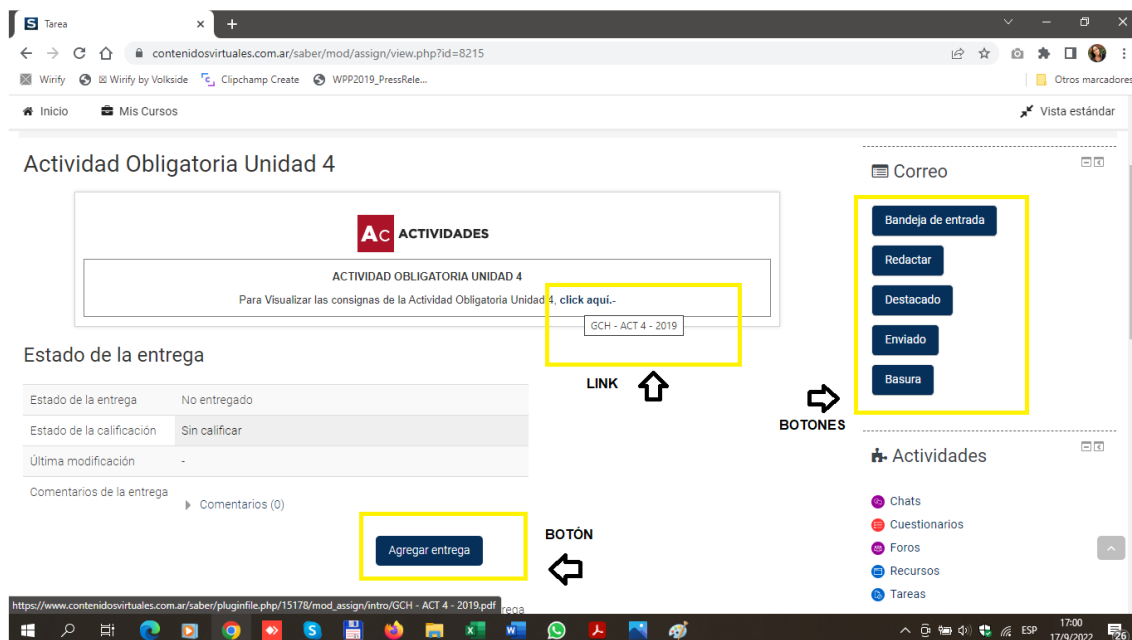 Tarea
contenidosvirtuales.com.ar/saber/mod/assign/view.php?id=8215
Wirify
Wirify by Volkside
Clipchamp Create
WPP2019_PressRele...
Otros marcadores
Inicio
Mis Cursos
Vista estándar
Actividad Obligatoria Unidad 4
AC ACTIVIDADES
ACTIVIDAD OBLIGATORIA UNIDAD 4
Para Visualizar las consignas de la Actividad Obligatoria Unidad 4, click aquí.-
GCH - ACT 4 - 2019
LINK
Estado de la entrega
Estado de la entrega No entregado
Estado de la calificación Sin calificar
Última modificación -
Comentarios de la entrega
Comentarios (0)
Agregar entrega
BOTÓN
Correo
Bandeja de entrada
Redactar
Destacado
Enviado
Basura
BOTONES
Actividades
Chats
Cuestionarios
Foros
Recursos
Tareas
https://www.contenidosvirtuales.com.ar/saber/pluginfile.php/15178/mod_assign/intro/GCH - ACT 4 - 2019.pdf
ESP
17:00
17/9/2022